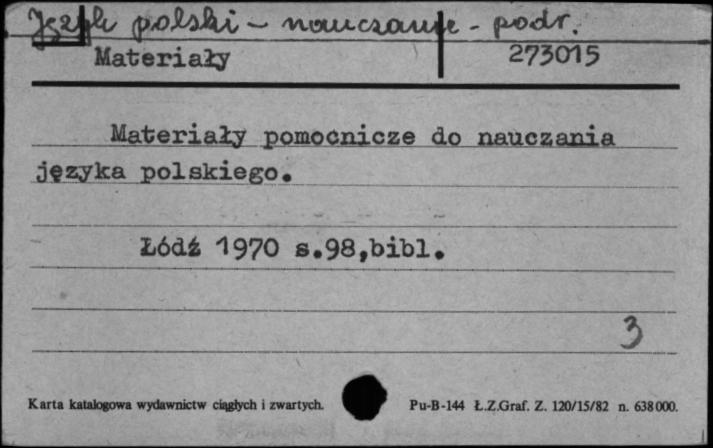 Język polski - nauczanie - podr.
Materiały 273015
Materiały pomocnicze do nauczania
języka polskiego.
Łódź 1970 s.98,bibl.
3
Karta katalogowa wydawnictw ciągłych i zwartych. Pu-B-144 Ł.Z.Graf. Z. 120/15/82 n. 638000.